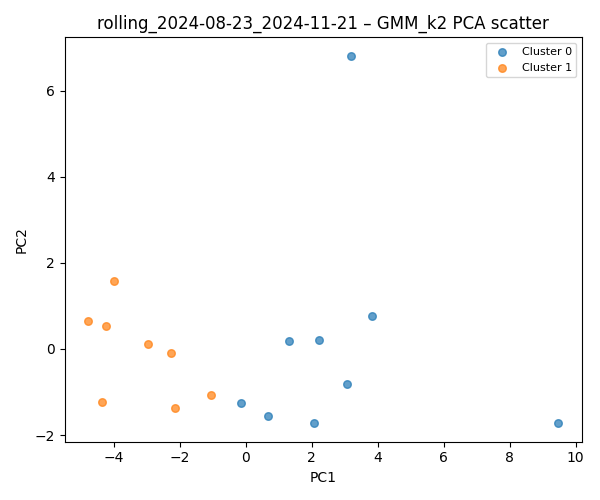 rolling_2024-08-23_2024-11-21 – GMM_k2 PCA scatter
Cluster 0
Cluster 1
6
4
2
0
−2
PC2
−4
−2
0
2
4
6
8
10
PC1